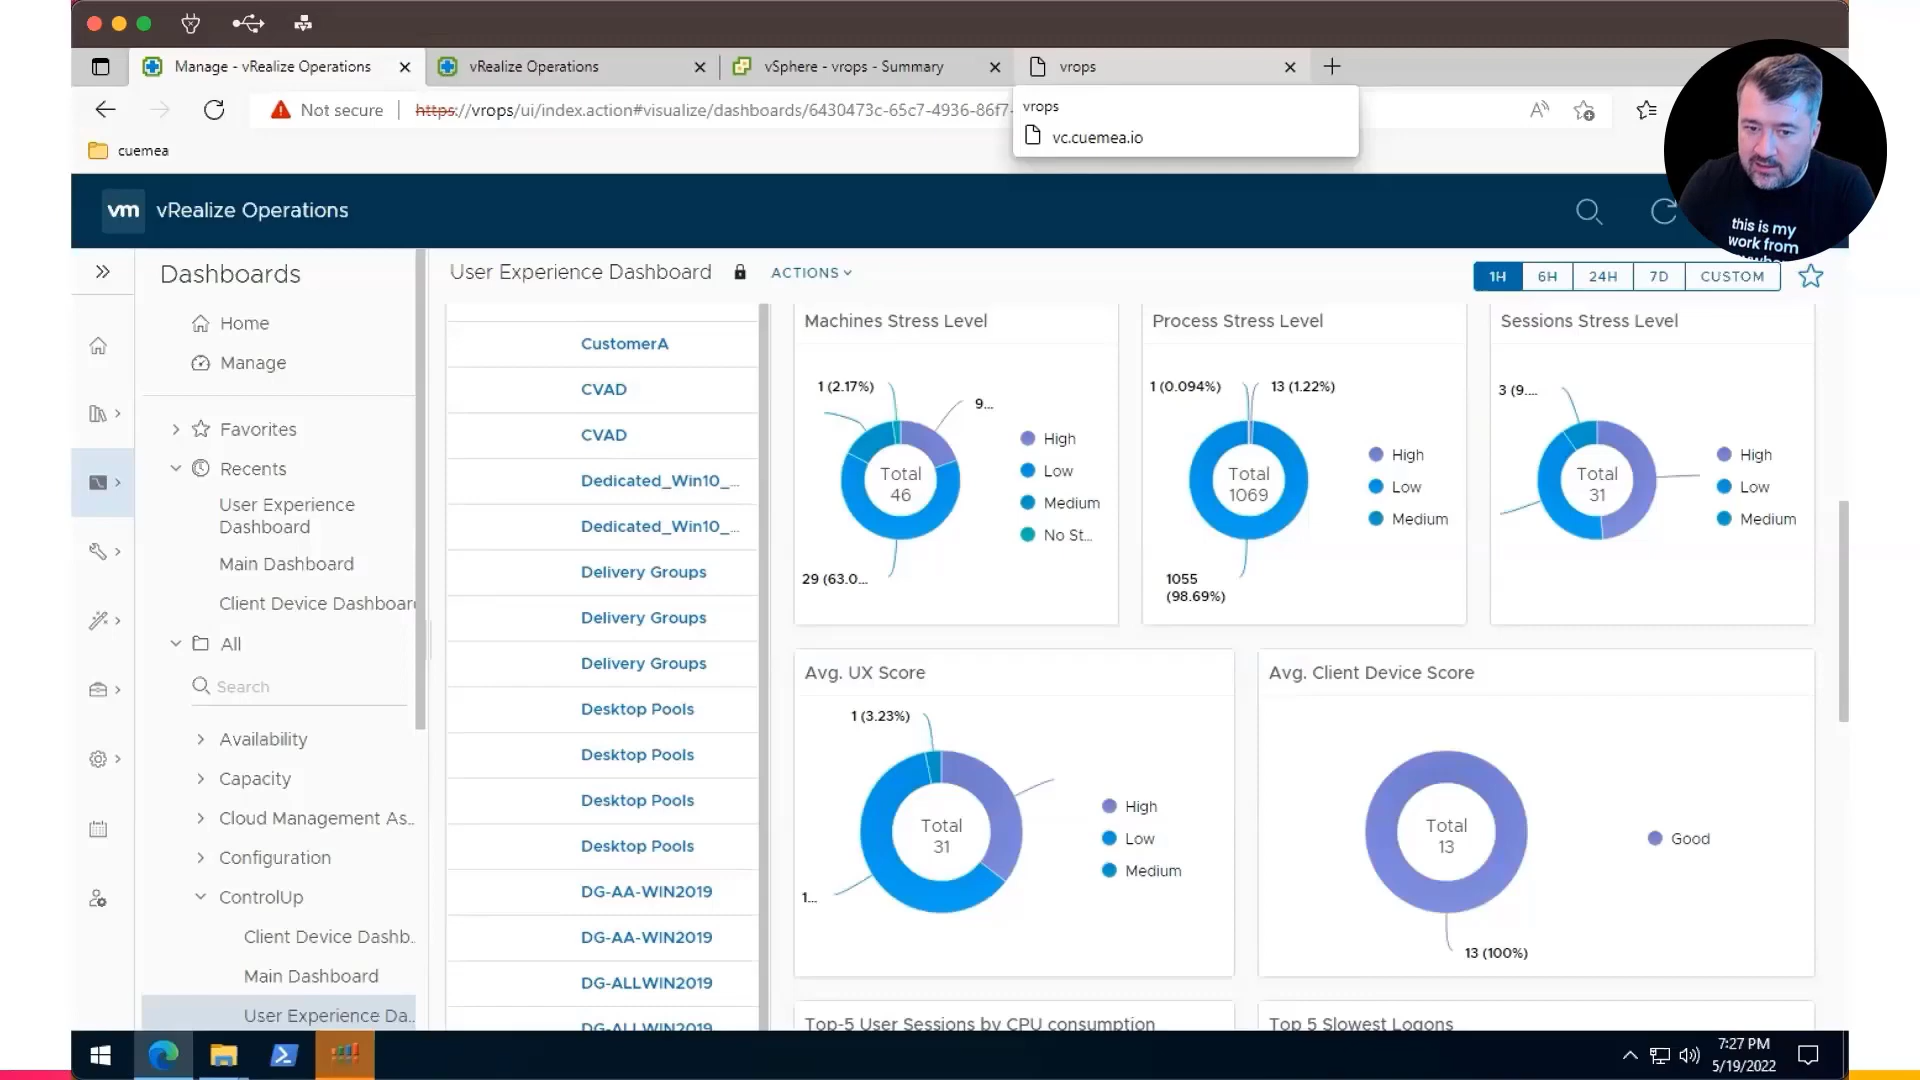 Manage - vRealize Operations
vRealize Operations
vSphere - vrops - Summary
vrops
Not secure
https://vrops/ui/index.action#visualize/dashboards/6430473c-65c7-4936-86f7-
vrops
vc.cuemea.io
cuemea
this is my
work from
vm
vRealize Operations
Dashboards
Home
Manage
Favorites
Recents
User Experience
Dashboard
Main Dashboard
Client Device Dashboard
All
Search
Availability
Capacity
Cloud Management As..
Configuration
ControlUp
Client Device Dashb..
Main Dashboard
User Experience Da..
User Experience Dashboard
ACTIONS
1H
6H
24H
7D
CUSTOM
CustomerA
CVAD
CVAD
Dedicated_Win10_...
Dedicated_Win10_...
Delivery Groups
Delivery Groups
Delivery Groups
Desktop Pools
Desktop Pools
Desktop Pools
Desktop Pools
DG-AA-WIN2019
DG-AA-WIN2019
DG-ALLWIN2019
DG-ALLWIN2019
Machines Stress Level
1 (2.17%)
9...
Total
46
29 (63.0...
High
Low
Medium
No St...
Process Stress Level
1 (0.094%)
13 (1.22%)
Total
1069
1055
(98.69%)
High
Low
Medium
Sessions Stress Level
3 (9....
Total
31
High
Low
Medium
Avg. UX Score
1 (3.23%)
Total
31
1...
High
Low
Medium
Avg. Client Device Score
Total
13
13 (100%)
Good
Top-5 User Sessions by CPU consumption
Top 5 Slowest Logons
7:27 PM
5/19/2022